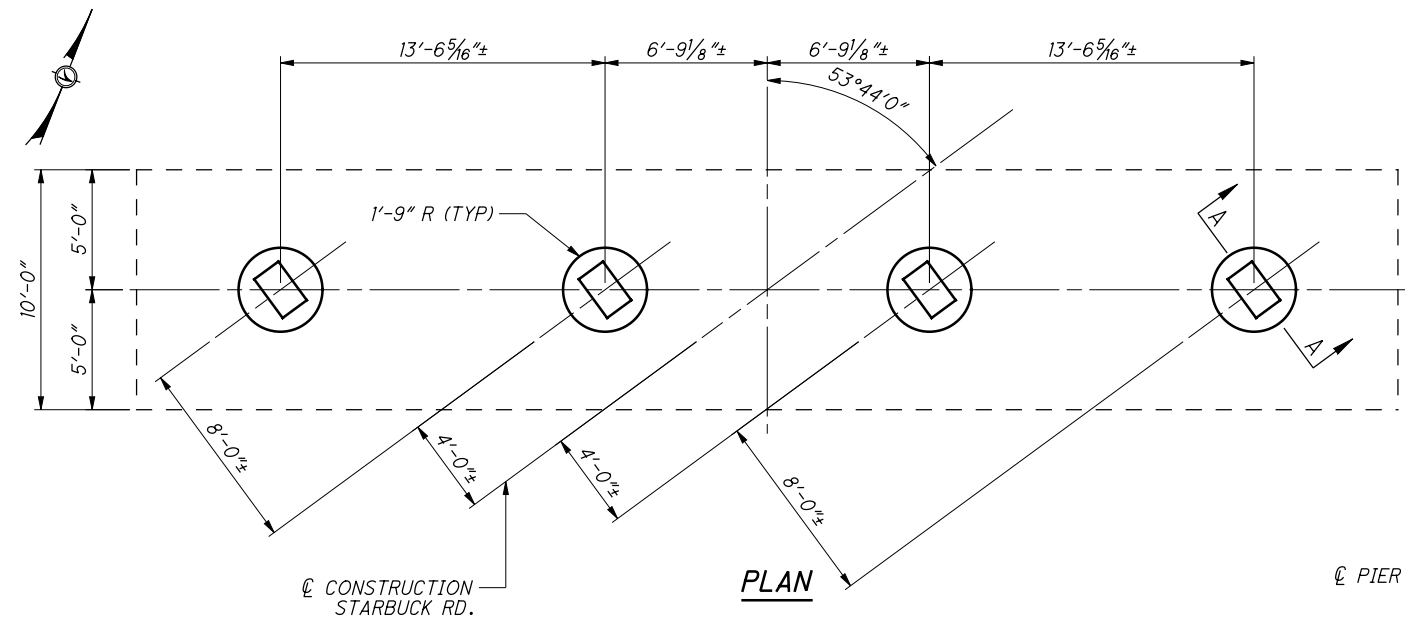 13'-6 5/16"±
6'-9 1/8"±
6'-9 1/8"±
13'-6 5/16"±
53°44'0"
1'-9" R (TYP)
5'-0"
10'-0"
5'-0"
A
A
8'-0"±
4'-0"±
4'-0"±
8'-0"±
℄ CONSTRUCTION
STARBUCK RD.
PLAN
℄ PIER